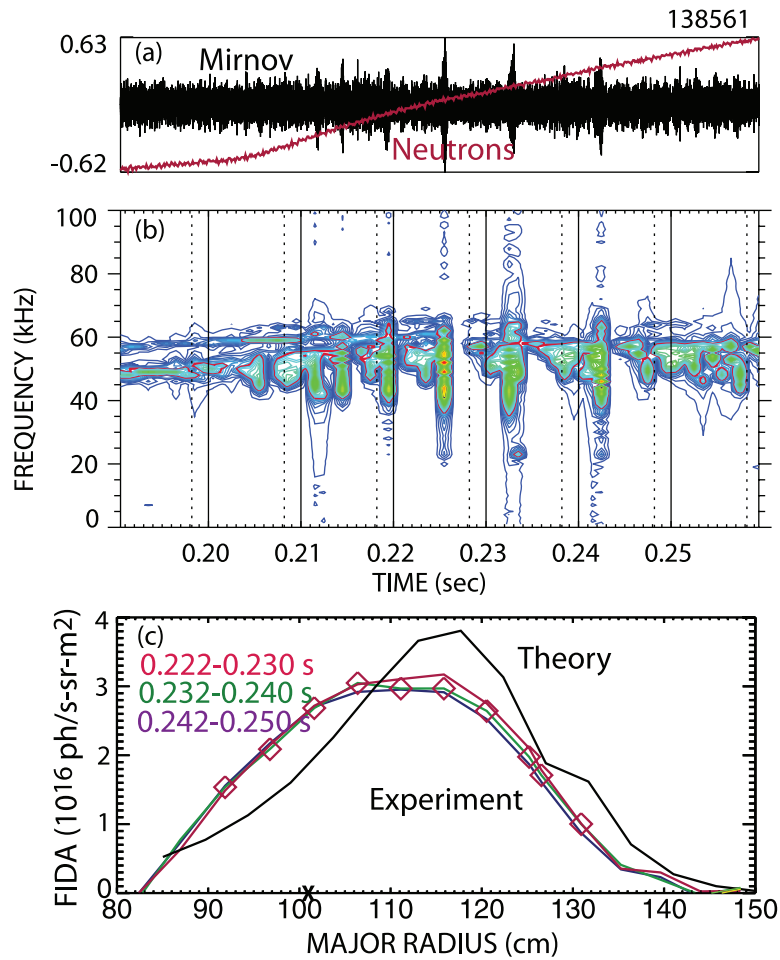 138561
0.63
(a)
Mirnov
Neutrons
-0.62
100
(b)
80
60
40
20
0
FREQUENCY (kHz)
0.20 0.21 0.22 0.23 0.24 0.25
TIME (sec)
4
(c)
0.222-0.230 s
0.232-0.240 s
0.242-0.250 s
Theory
Experiment
3
2
1
0
FIDA (10¹⁶ ph/s-sr-m²)
x
80 90 100 110 120 130 140 150
MAJOR RADIUS (cm)